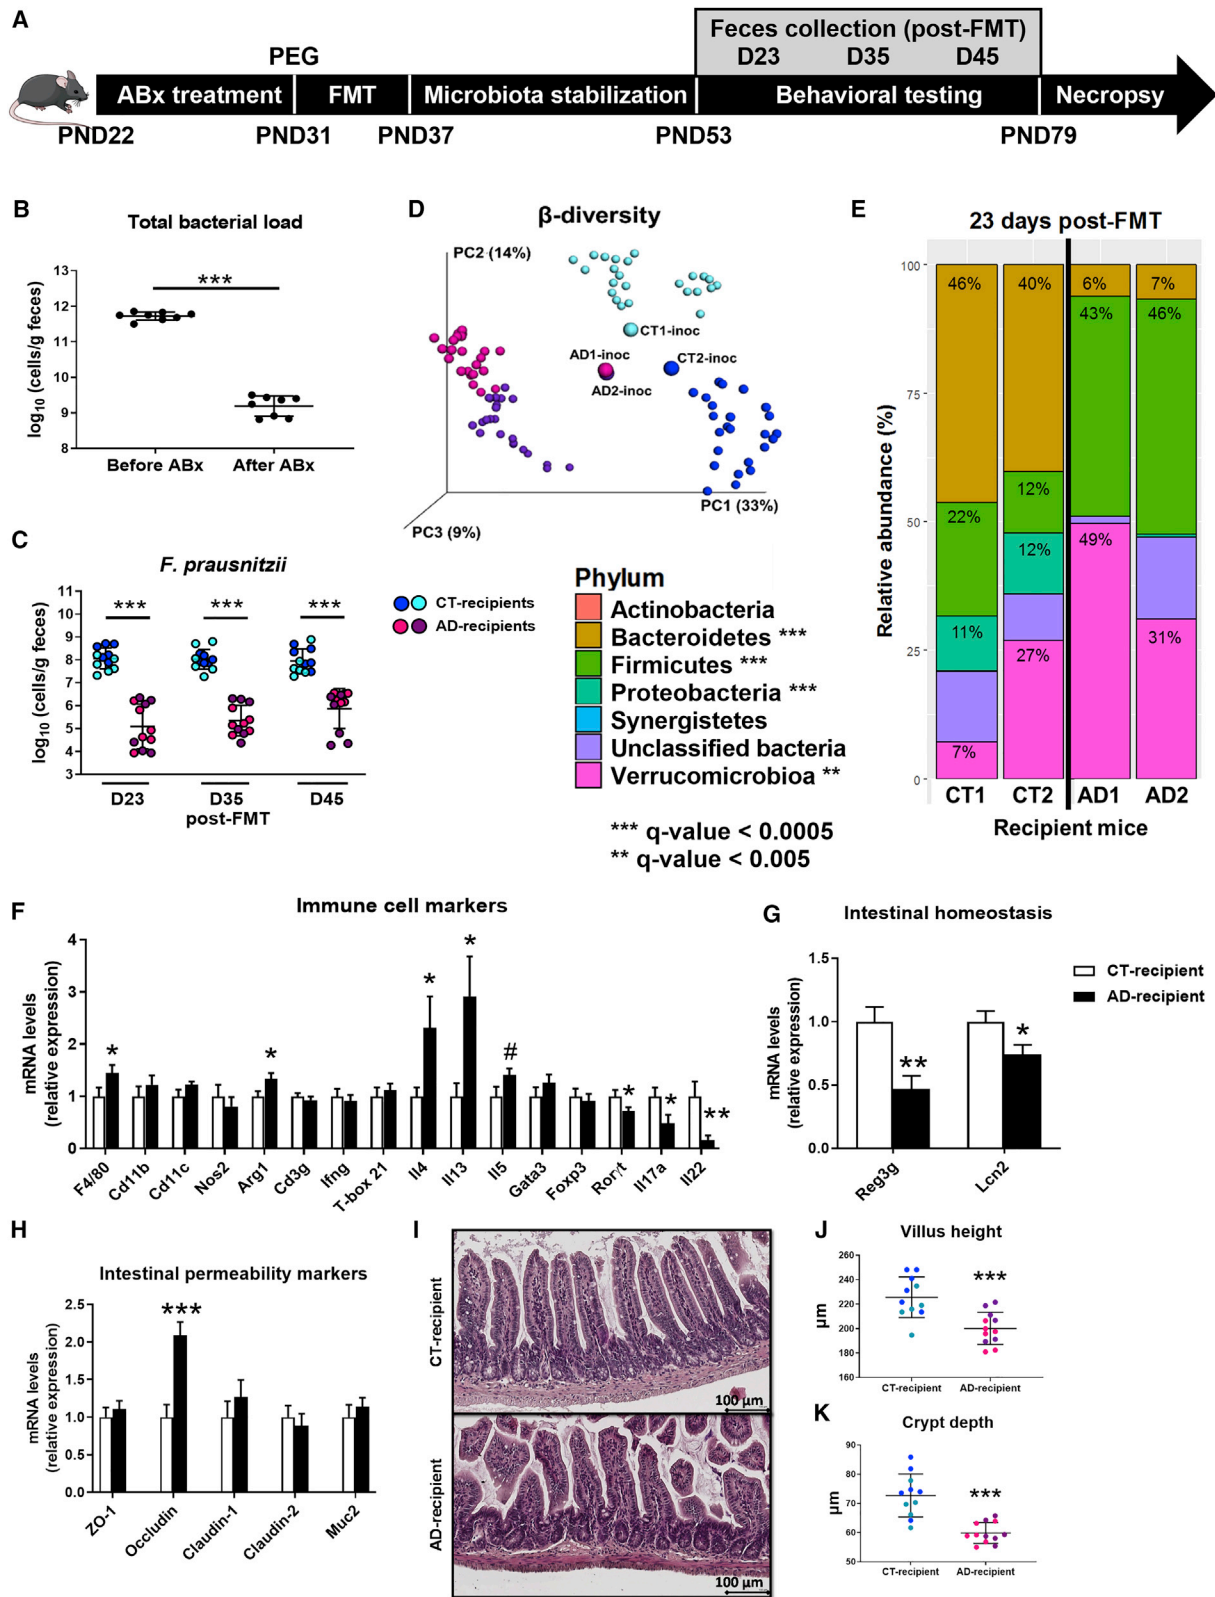 A
Feces collection (post-FMT)
D23 D35 D45
PEG
ABx treatment FMT Microbiota stabilization Behavioral testing Necropsy
PND22 PND31 PND37 PND53 PND79
B
Total bacterial load
log10 (cells/g feces)
13
12
11
10
9
8
***
Before ABx After ABx
C
F. prausnitzii
log10 (cells/g feces)
11
10
9
8
7
6
5
4
3
*** *** ***
D23 D35 D45
post-FMT
CT-recipients
AD-recipients
D
β-diversity
PC2 (14%)
CT1-inoc
AD1-inoc
CT2-inoc
AD2-inoc
PC1 (33%)
PC3 (9%)
Phylum
Actinobacteria
Bacteroidetes ***
Firmicutes ***
Proteobacteria ***
Synergistetes
Unclassified bacteria
Verrucomicrobioa **
*** q-value < 0.0005
** q-value < 0.005
E
23 days post-FMT
Relative abundance (%)
100
75
50
25
0
46% 40% 6% 7%
43% 46%
12%
22%
12% 49%
11%
27% 31%
7%
CT1 CT2 AD1 AD2
Recipient mice
F
Immune cell markers
mRNA levels
(relative expression)
4
3
2
1
0
* * * * # * * **
F4/80 Cd11b Cd11c Nos2 Arg1 Cd3g Ifng T-box 21 Il4 Il13 Il5 Gata3 Foxp3 Rorγt Il17a Il22
G
Intestinal homeostasis
mRNA levels
(relative expression)
1.5
1.0
0.5
0.0
** *
Reg3g Lcn2
CT-recipient
AD-recipient
H
Intestinal permeability markers
mRNA levels
(relative expression)
2.5
2.0
1.5
1.0
0.5
0.0
***
ZO-1 Occludin Claudin-1 Claudin-2 Muc2
I
CT-recipient
100 µm
AD-recipient
100 µm
J
Villus height
µm
260
240
220
200
180
160
***
CT-recipient AD-recipient
K
Crypt depth
µm
90
80
70
60
50
***
CT-recipient AD-recipient